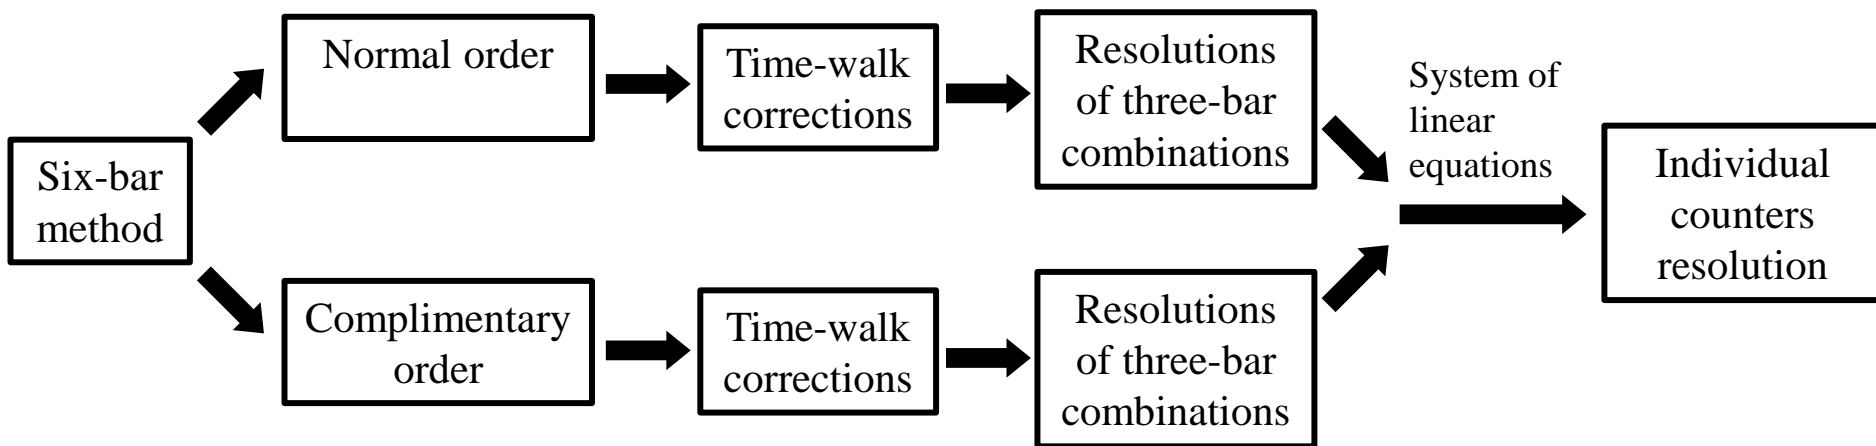 Six-bar
method
Normal order
Time-walk
corrections
Resolutions
of three-bar
combinations
Complimentary
order
Time-walk
corrections
Resolutions
of three-bar
combinations
System of
linear
equations
Individual
counters
resolution